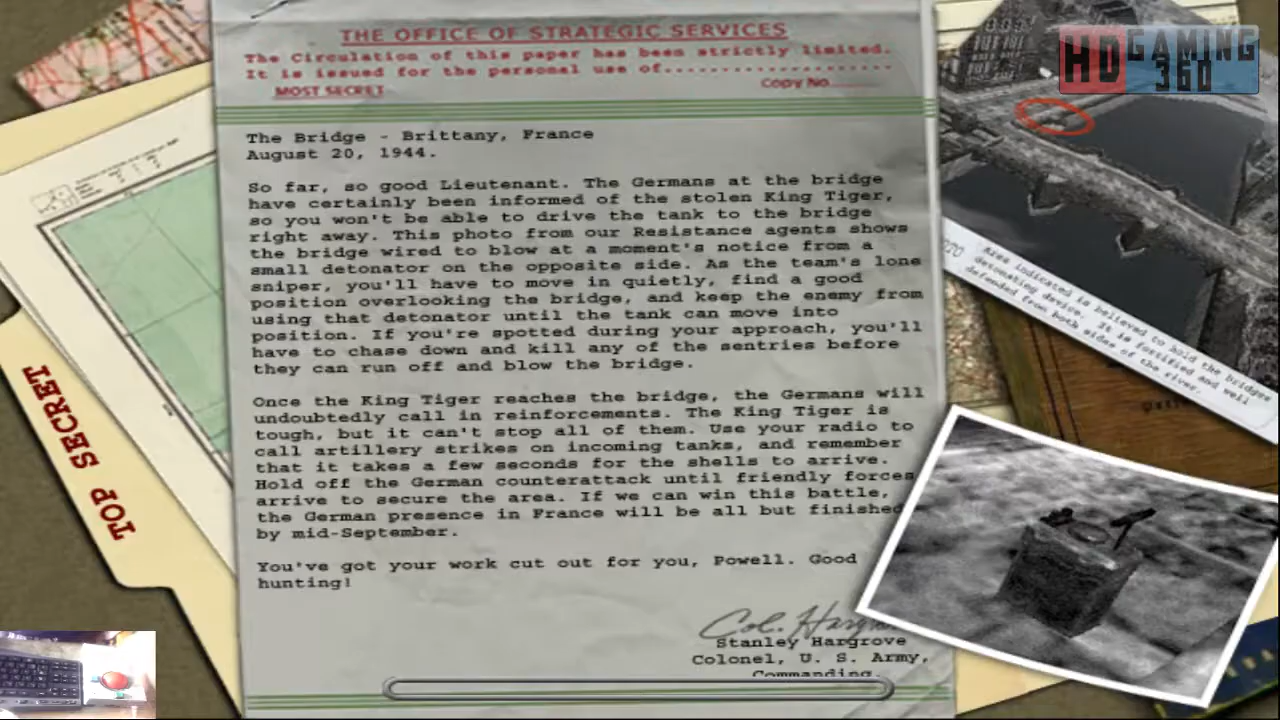 THE OFFICE OF STRATEGIC SERVICES
The Circulation of this paper has been strictly limited.
It is issued for the personal use of....................
MOST SECRET
Copy No.
The Bridge - Brittany, France
August 20, 1944.
So far, so good Lieutenant. The Germans at the bridge
have certainly been informed of the stolen King Tiger,
so you won't be able to drive the tank to the bridge
right away. This photo from our Resistance agents shows
the bridge wired to blow at a moment's notice from a
small detonator on the opposite side. As the team's lone
sniper, you'll have to move in quietly, find a good
position overlooking the bridge, and keep the enemy from
using that detonator until the tank can move into
position. If you're spotted during your approach, you'll
have to chase down and kill any of the sentries before
they can run off and blow the bridge.
Once the King Tiger reaches the bridge, the Germans will
undoubtedly call in reinforcements. The King Tiger is
tough, but it can't stop all of them. Use your radio to
call artillery strikes on incoming tanks, and remember
that it takes a few seconds for the shells to arrive.
Hold off the German counterattack until friendly forces
arrive to secure the area. If we can win this battle,
the German presence in France will be all but finished
by mid-September.
You've got your work cut out for you, Powell. Good
hunting!
Col. Hargro
Stanley Hargrove
Colonel, U. S. Army,
Commanding.
TOP SECRET
HD GAMING
360
Area indicated is believed to hold the bridges
detonating device. It is fortified and well
defended from both sides of the river.